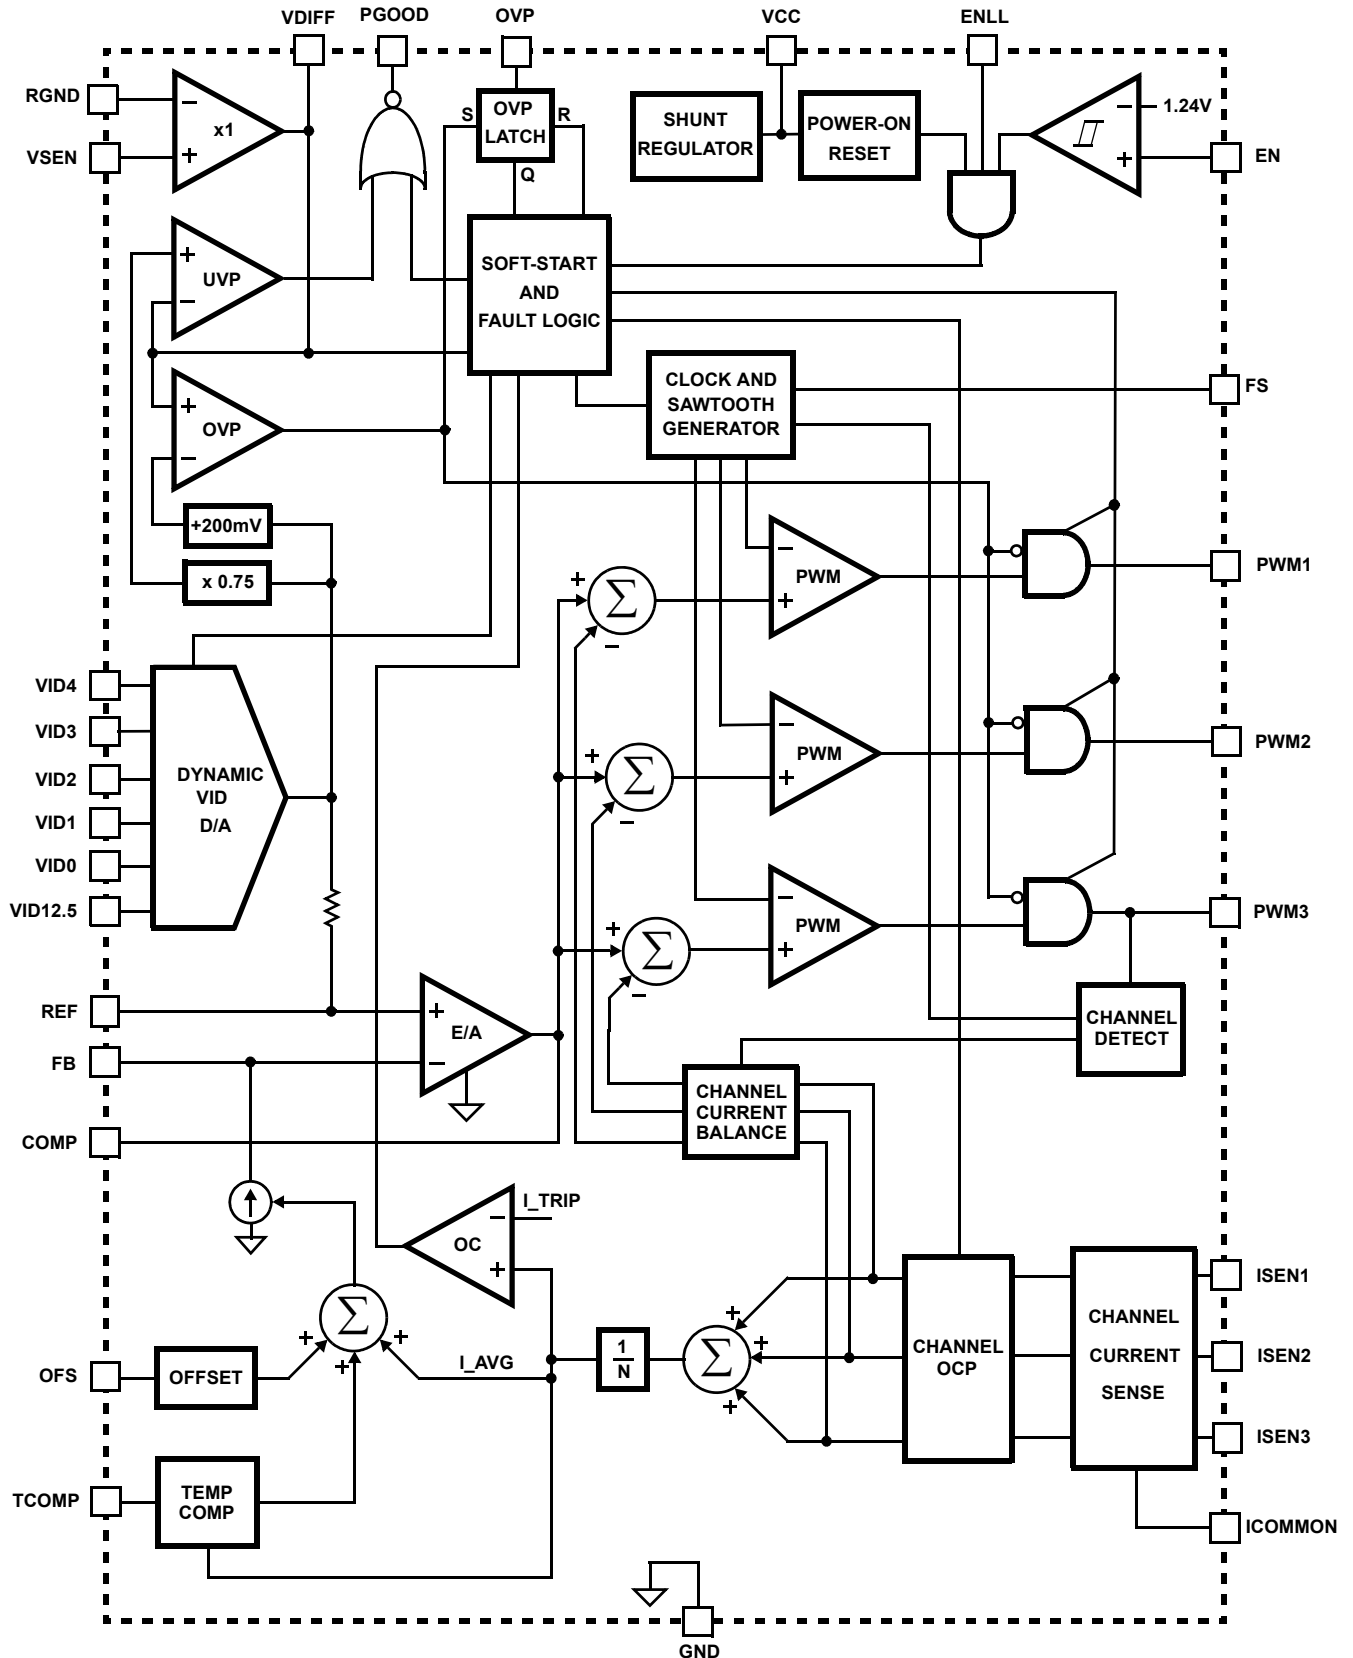 VDIFF
PGOOD
OVP
VCC
ENLL
RGND
VSEN
−
x1
+
S
OVP
LATCH
R
Q
SHUNT
REGULATOR
POWER-ON
RESET
−
1.24V
+
EN
+
UVP
−
SOFT-START
AND
FAULT LOGIC
+
OVP
−
CLOCK AND
SAWTOOTH
GENERATOR
FS
+200mV
x 0.75
+
Σ
−
−
PWM
+
PWM1
VID4
VID3
VID2
VID1
VID0
VID12.5
DYNAMIC
VID
D/A
+
Σ
−
−
PWM
+
PWM2
+
Σ
−
−
PWM
+
PWM3
REF
FB
COMP
+
E/A
−
CHANNEL
DETECT
CHANNEL
CURRENT
BALANCE
I_TRIP
−
OC
+
Σ
+
+
+
I_AVG
OFS
OFFSET
TCOMP
TEMP
COMP
1
N
Σ
+
+
+
CHANNEL
OCP
CHANNEL
CURRENT
SENSE
ISEN1
ISEN2
ISEN3
ICOMMON
GND